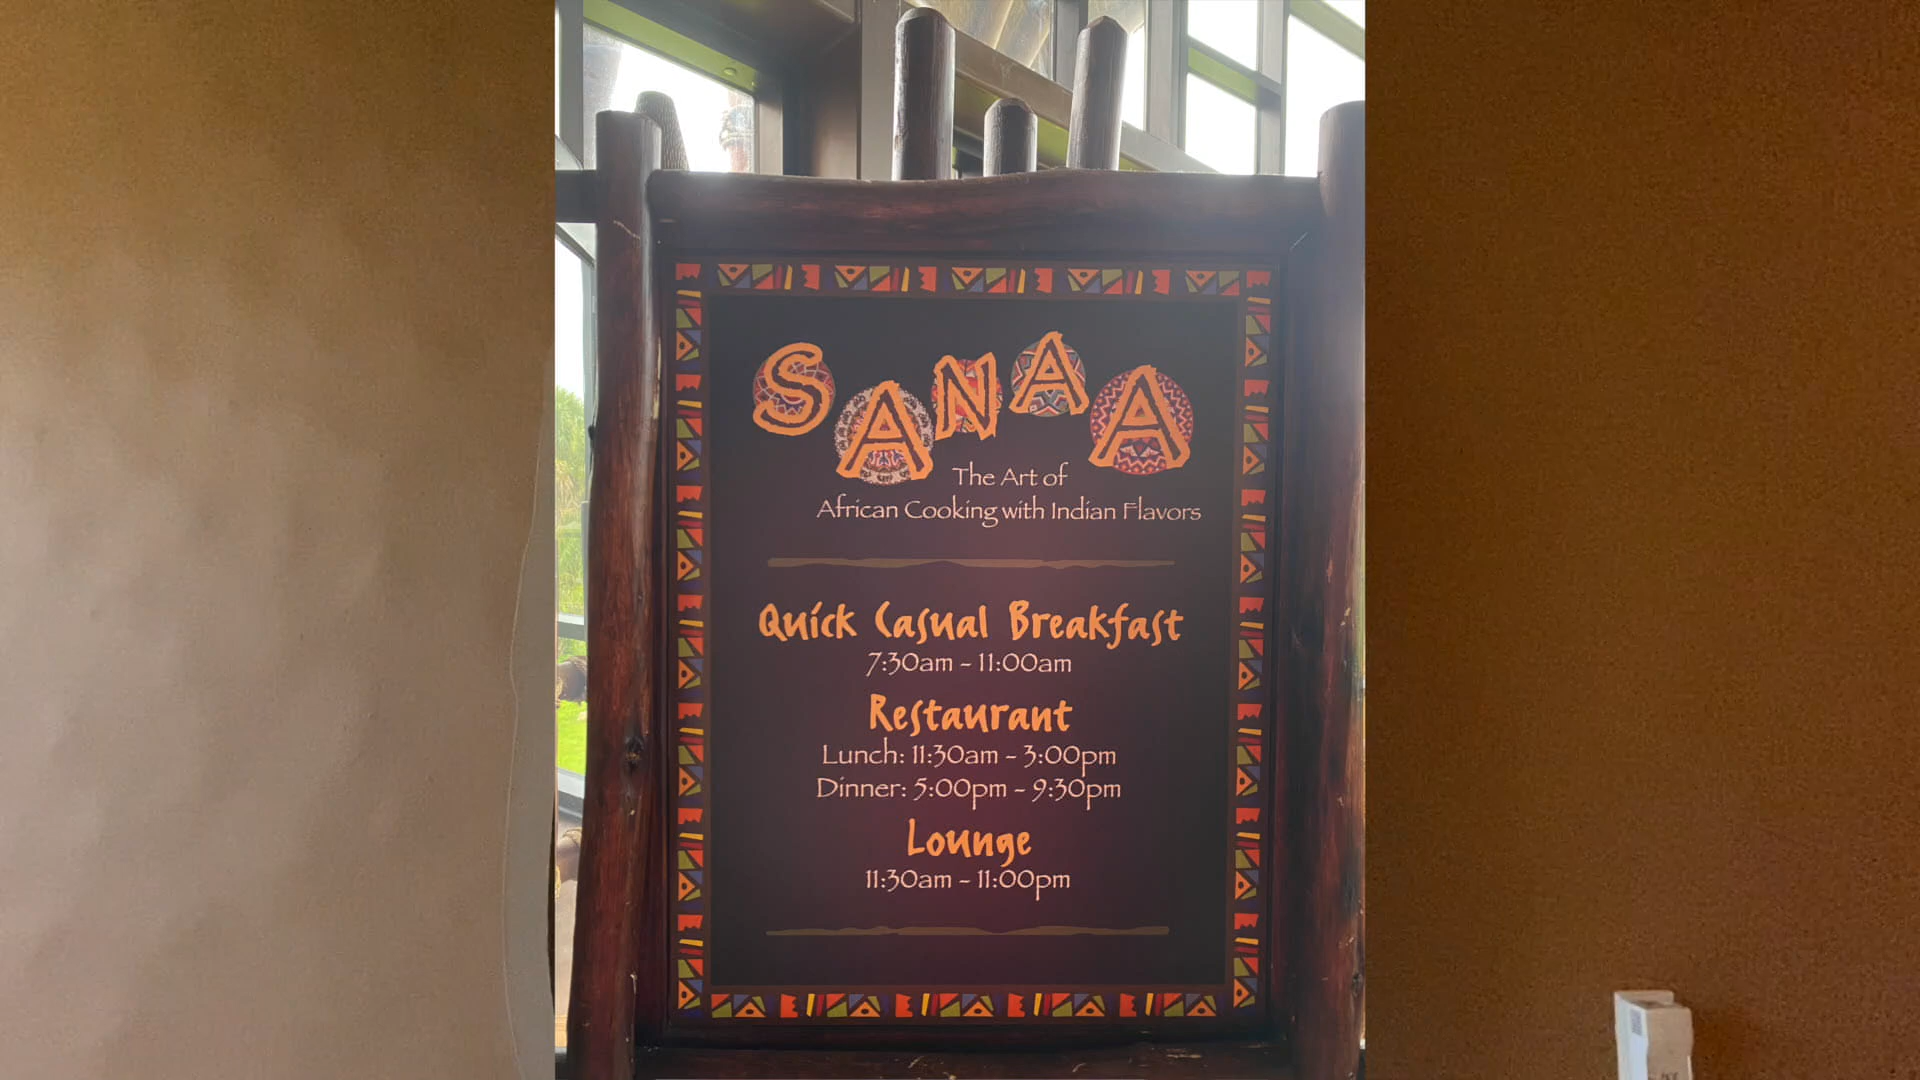 SANAA
The Art of
African Cooking with Indian Flavors
Quick Casual Breakfast
7:30am - 11:00am
Restaurant
Lunch: 11:30am - 3:00pm
Dinner: 5:00pm - 9:30pm
Lounge
11:30am - 11:00pm